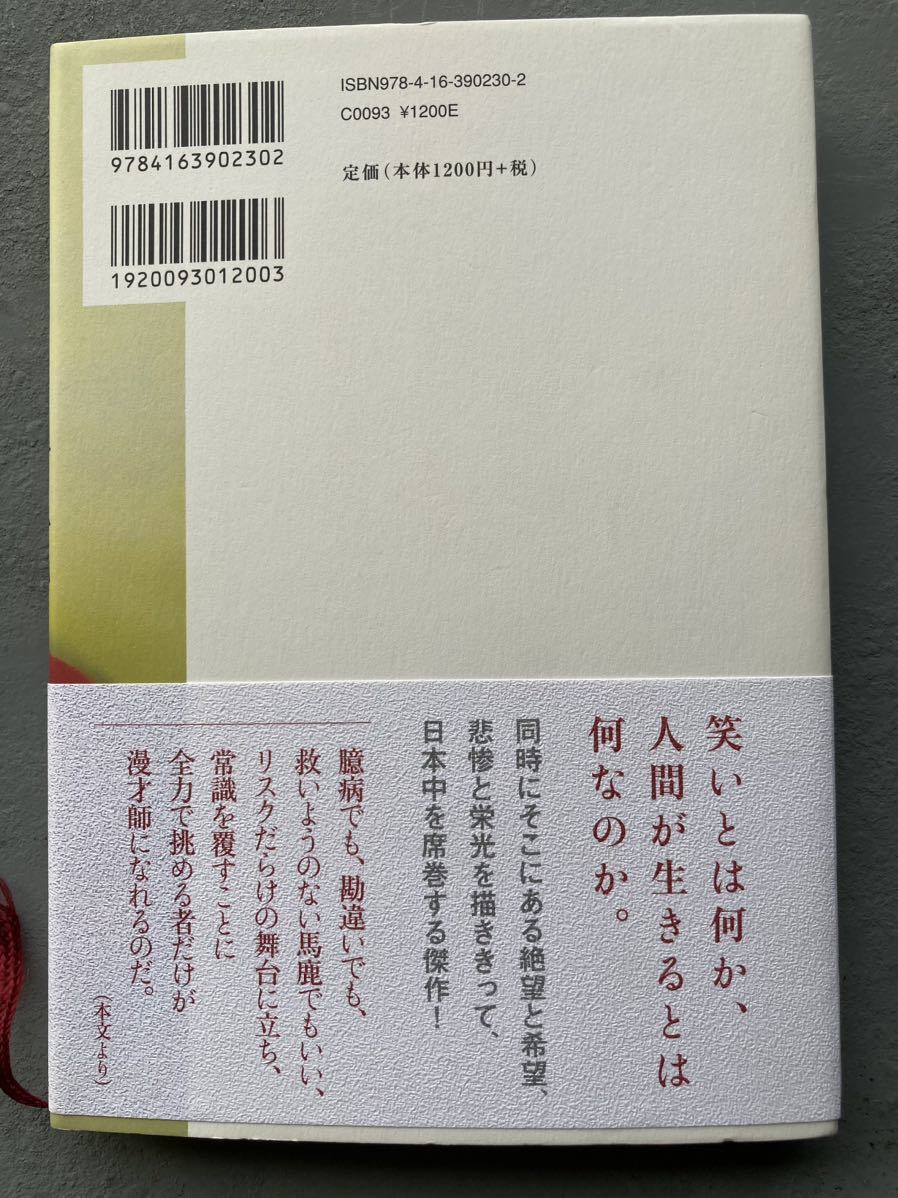 9784163902302
1920093012003
ISBN978-4-16-390230-2
C0093 ¥1200E
定価(本体1200円+税)
笑いとは何か、
人間が生きるとは
何なのか。
同時にそこにある絶望と希望、
悲惨と栄光を描ききって、
日本中を席巻する傑作!
臆病でも、勘違いでも、
救いようのない馬鹿でもいい、
リスクだらけの舞台に立ち、
常識を覆すことに
全力で挑める者だけが
漫才師になれるのだ。
(本文より)